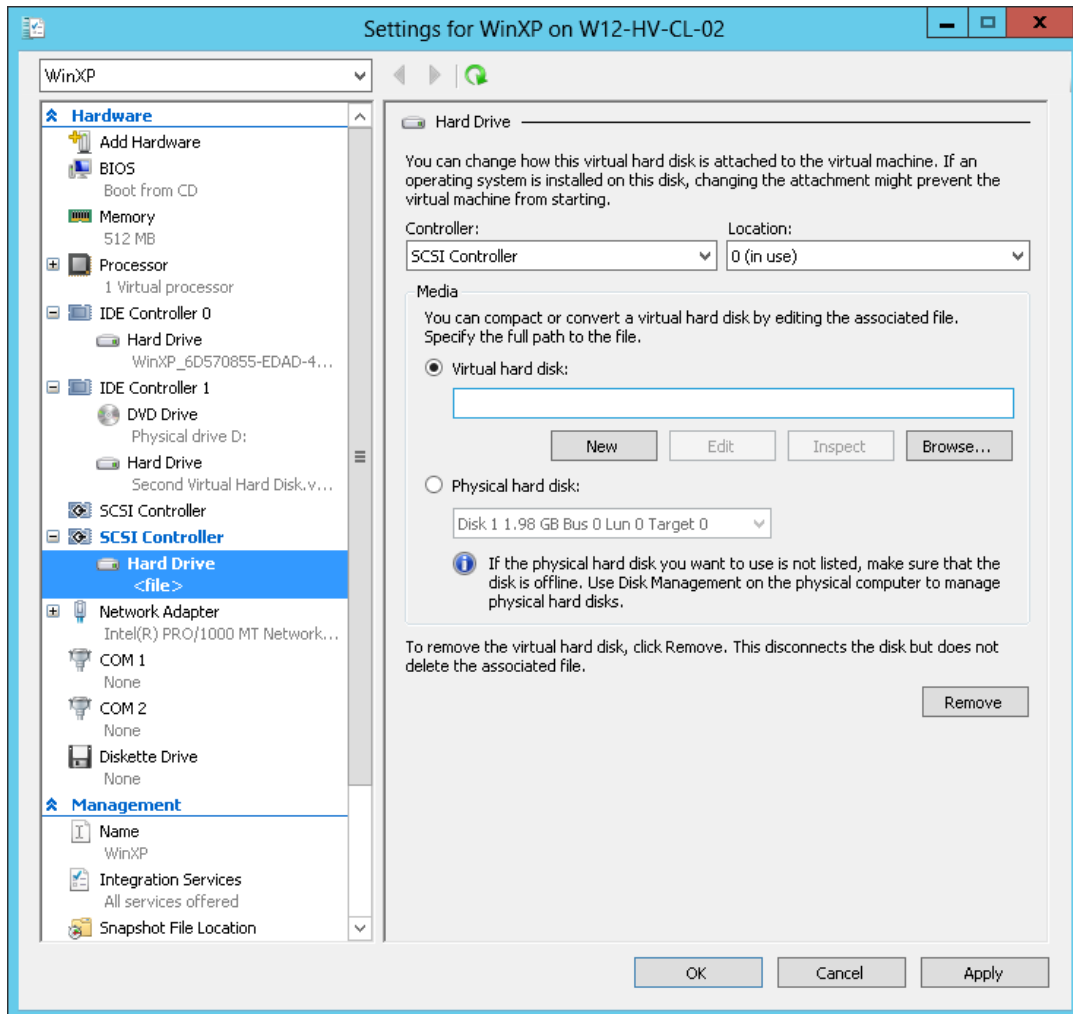 Settings for WinXP on W12-HV-CL-02
WinXP
Hardware
Add Hardware
BIOS
Boot from CD
Memory
512 MB
Processor
1 Virtual processor
IDE Controller 0
Hard Drive
WinXP_6D570855-EDAD-4...
IDE Controller 1
DVD Drive
Physical drive D:
Hard Drive
Second Virtual Hard Disk.v...
SCSI Controller
SCSI Controller
Hard Drive
<file>
Network Adapter
Intel(R) PRO/1000 MT Network...
COM 1
None
COM 2
None
Diskette Drive
None
Management
Name
WinXP
Integration Services
All services offered
Snapshot File Location
Hard Drive
You can change how this virtual hard disk is attached to the virtual machine. If an
operating system is installed on this disk, changing the attachment might prevent the
virtual machine from starting.
Controller:
Location:
SCSI Controller
0 (in use)
Media
You can compact or convert a virtual hard disk by editing the associated file.
Specify the full path to the file.
Virtual hard disk:
New
Edit
Inspect
Browse...
Physical hard disk:
Disk 1 1.98 GB Bus 0 Lun 0 Target 0
If the physical hard disk you want to use is not listed, make sure that the
disk is offline. Use Disk Management on the physical computer to manage
physical hard disks.
To remove the virtual hard disk, click Remove. This disconnects the disk but does not
delete the associated file.
Remove
OK
Cancel
Apply